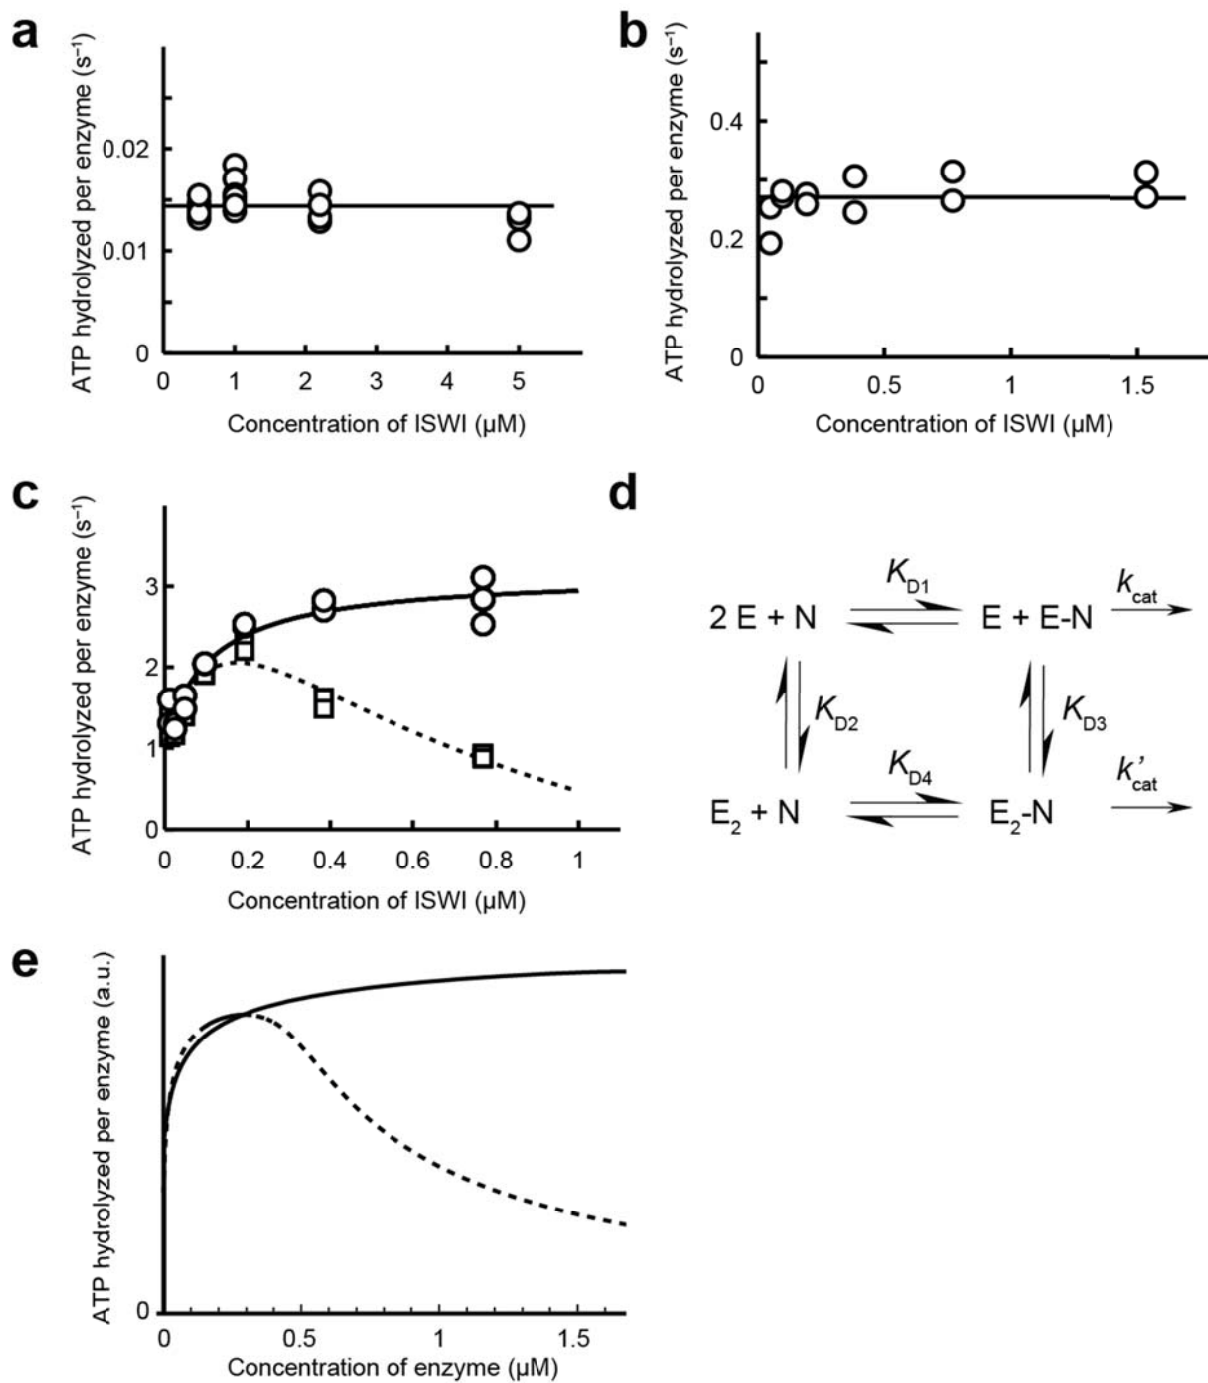 a
ATP hydrolyzed per enzyme (s⁻¹)
0.02
0.01
0
0 1 2 3 4 5
Concentration of ISWI (µM)
b
ATP hydrolyzed per enzyme (s⁻¹)
0.4
0.2
0
0 0.5 1 1.5
Concentration of ISWI (µM)
c
ATP hydrolyzed per enzyme (s⁻¹)
3
2
1
0
0 0.2 0.4 0.6 0.8 1
Concentration of ISWI (µM)
d
K_D1 k_cat
2 E + N E + E-N
K_D2 K_D3
K_D4 k'_cat
E₂ + N E₂-N
e
ATP hydrolyzed per enzyme (a.u.)
0
0 0.5 1 1.5
Concentration of enzyme (µM)